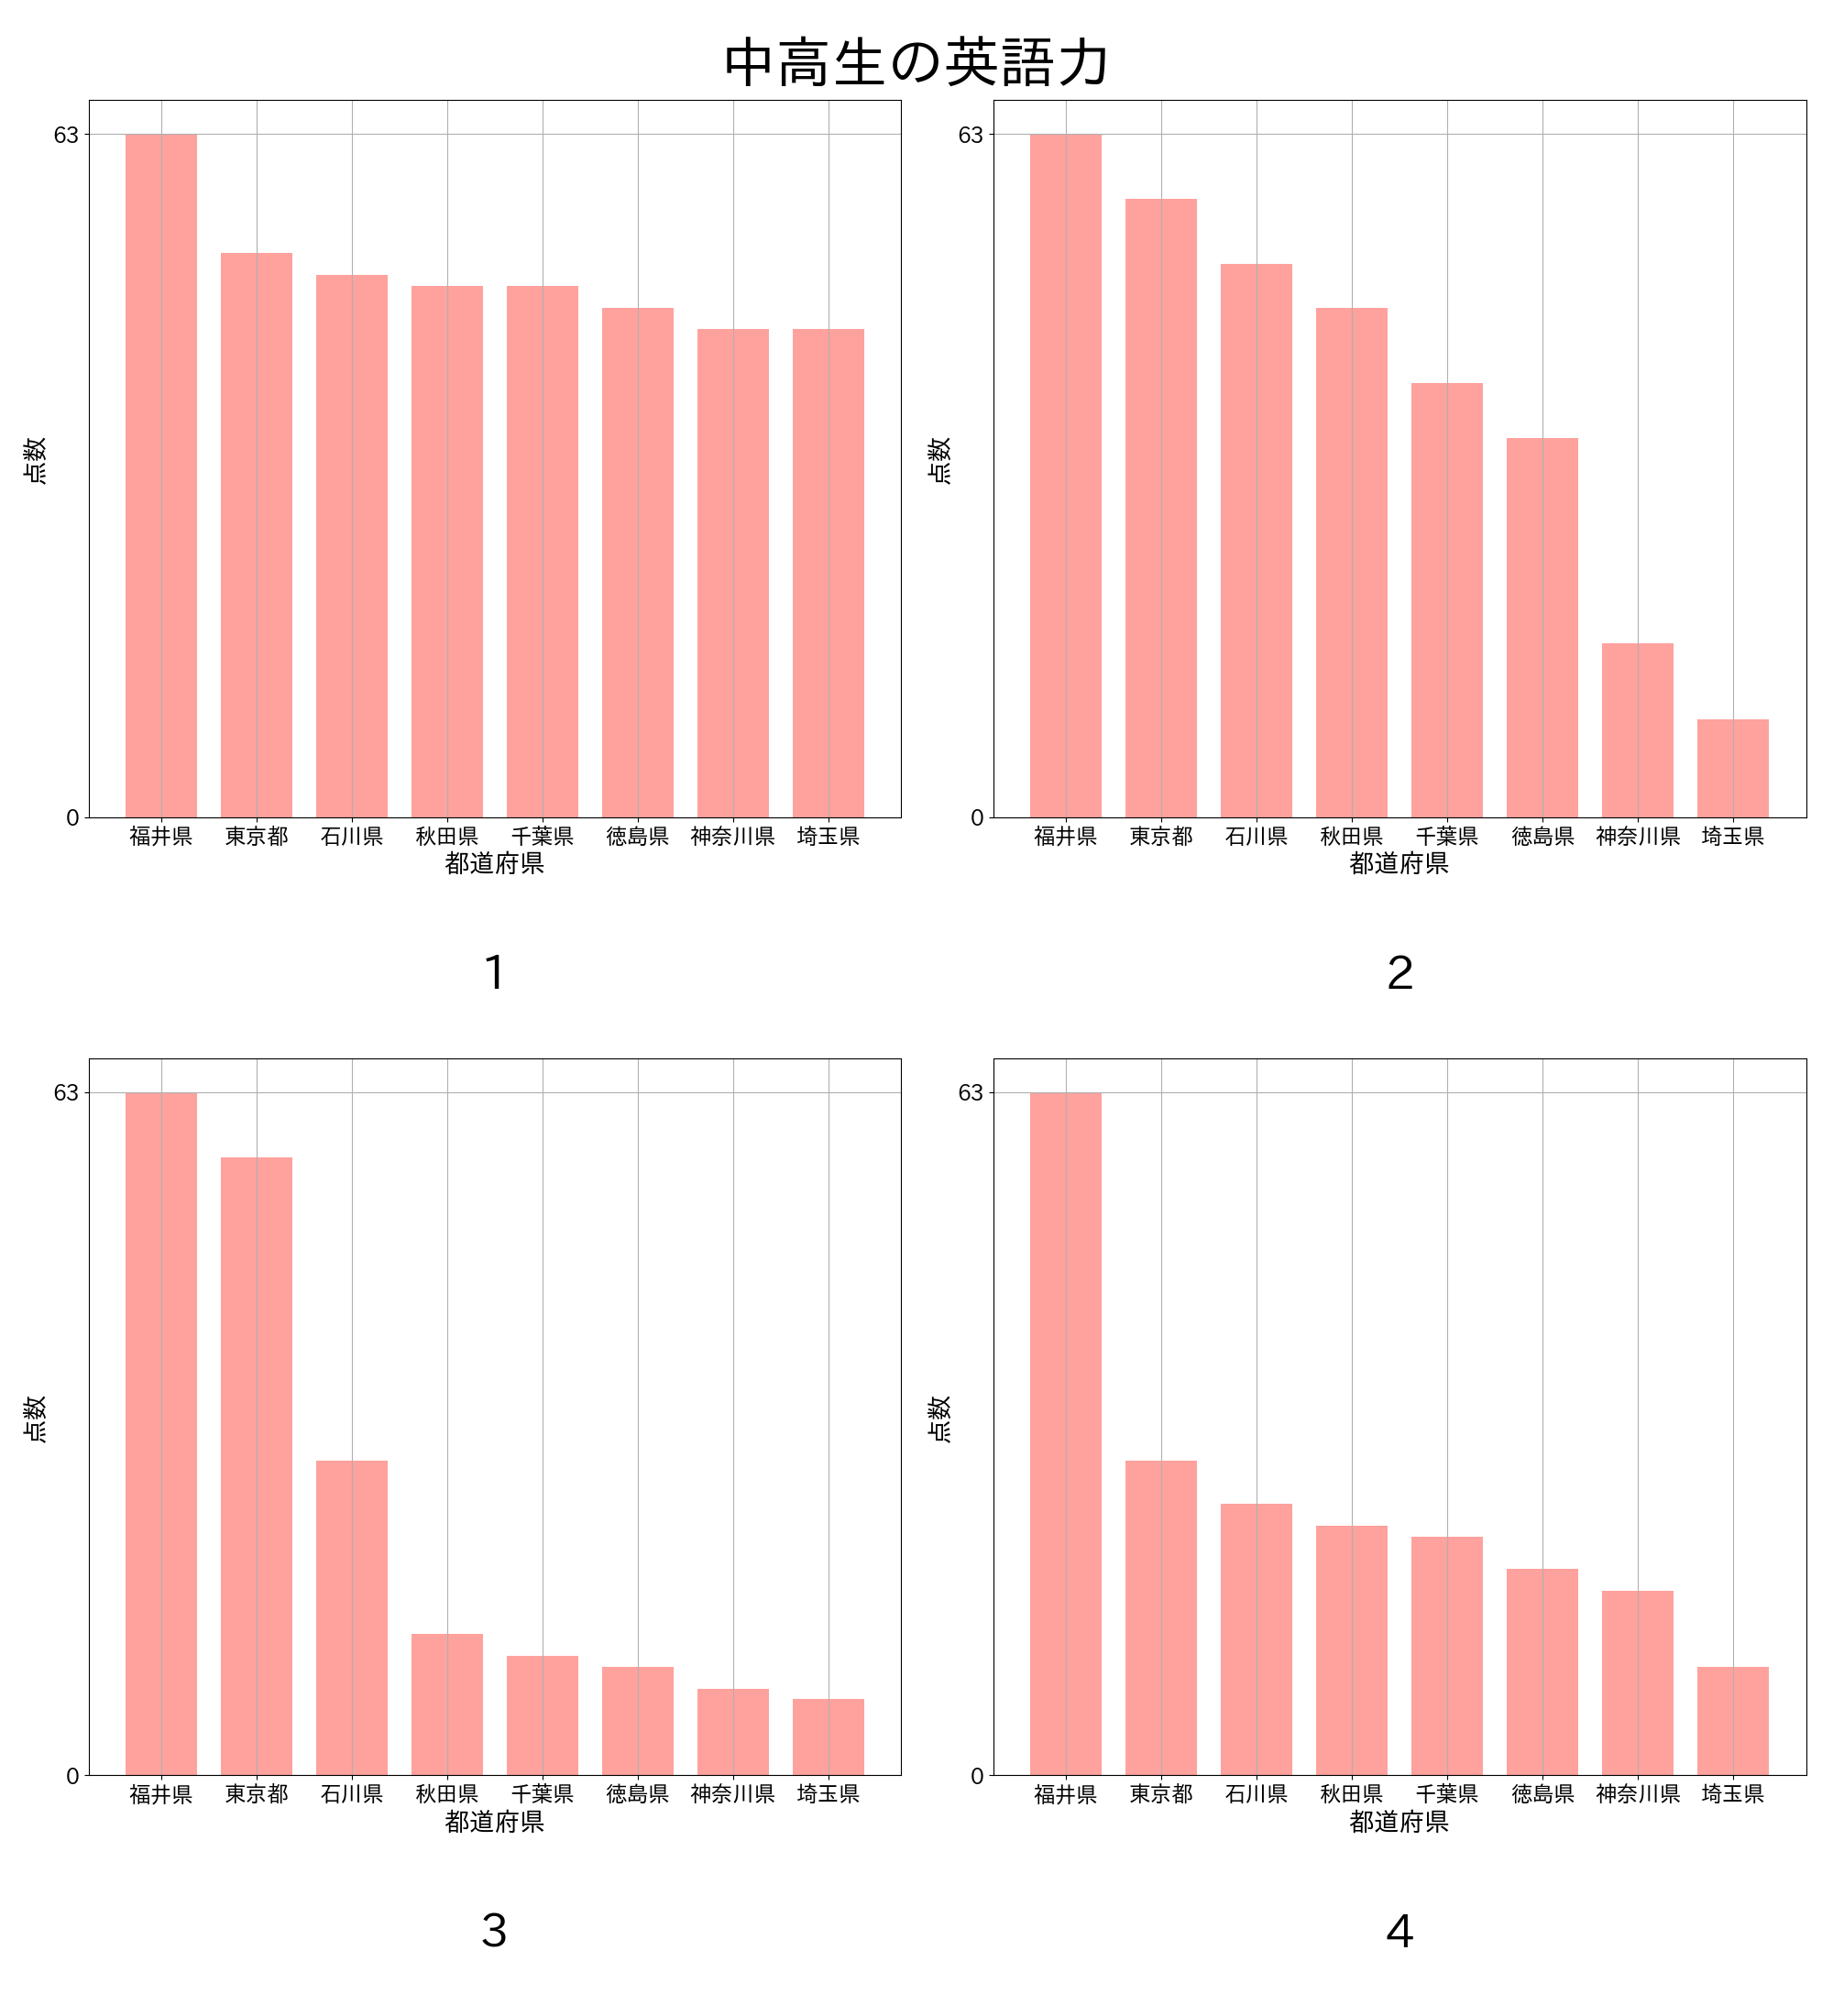 中高生の英語力
63
0
点数
福井県 東京都 石川県 秋田県 千葉県 徳島県 神奈川県 埼玉県
都道府県
1
63
0
点数
福井県 東京都 石川県 秋田県 千葉県 徳島県 神奈川県 埼玉県
都道府県
2
63
0
点数
福井県 東京都 石川県 秋田県 千葉県 徳島県 神奈川県 埼玉県
都道府県
3
63
0
点数
福井県 東京都 石川県 秋田県 千葉県 徳島県 神奈川県 埼玉県
都道府県
4